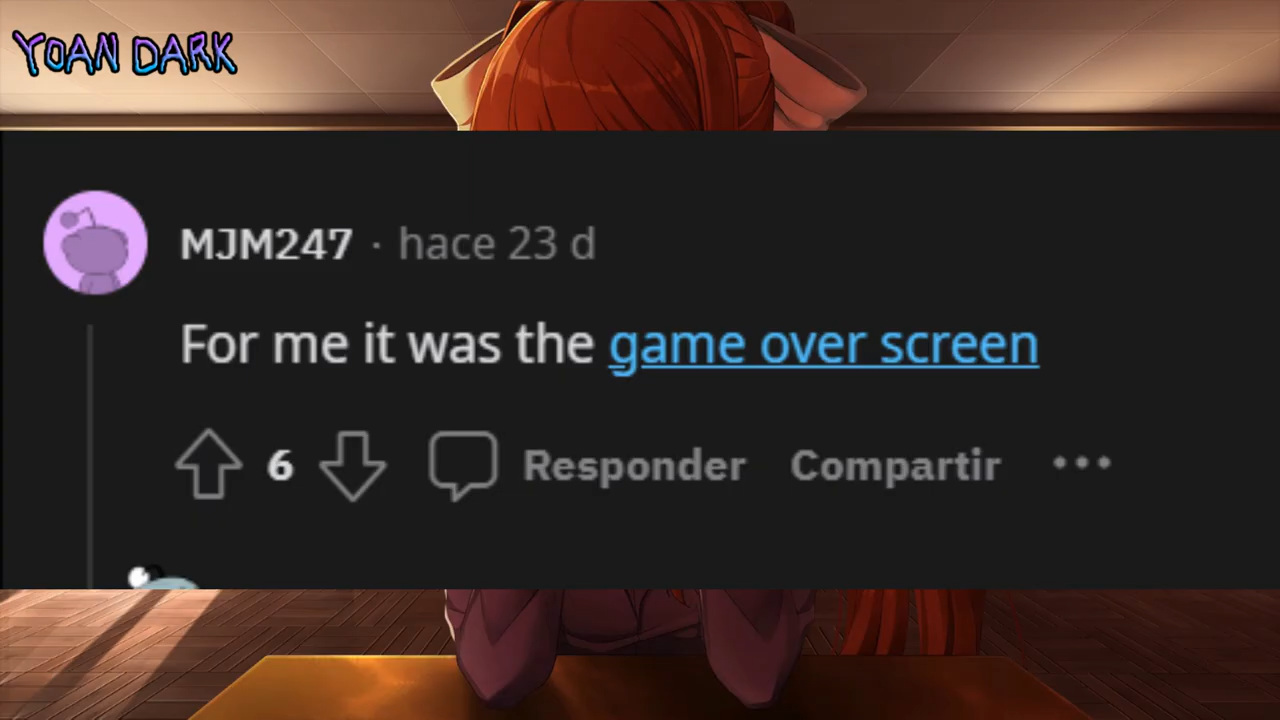 YOAN DARK
MJM247 · hace 23 d
For me it was the game over screen
6 Responder Compartir ...